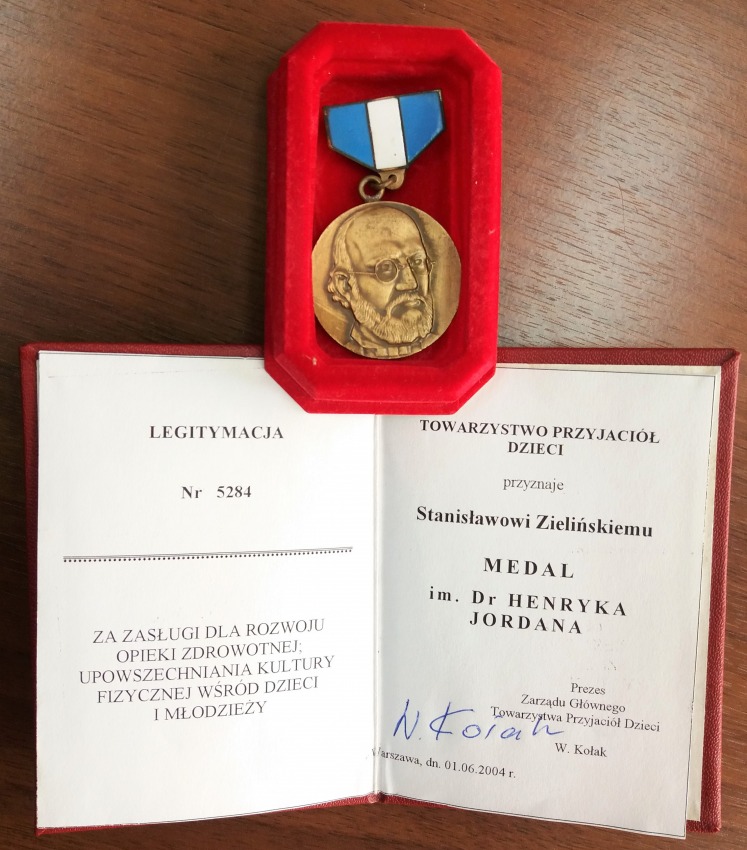 LEGITYMACJA
Nr 5284
ZA ZASŁUGI DLA ROZWOJU
OPIEKI ZDROWOTNEJ;
UPOWSZECHNIANIA KULTURY
FIZYCZNEJ WŚRÓD DZIECI
I MŁODZIEŻY
TOWARZYSTWO PRZYJACIÓŁ
DZIECI
przyznaje
Stanisławowi Zielińskiemu
MEDAL
im. Dr HENRYKA
JORDANA
Prezes
Zarządu Głównego
Towarzystwa Przyjaciół Dzieci
W. Kołak
W. Kołak
Warszawa, dn. 01.06.2004 r.